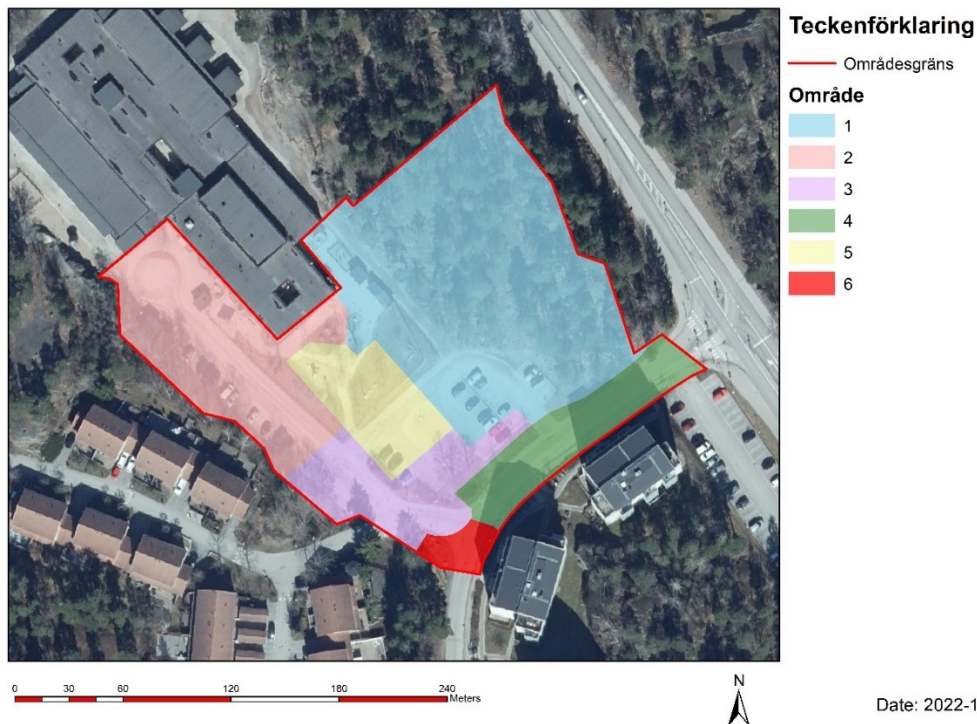 Teckenförklaring
Områdesgräns
Område
1
2
3
4
5
6
0 30 60 120 180 240
Meters
N
Date: 2022-1